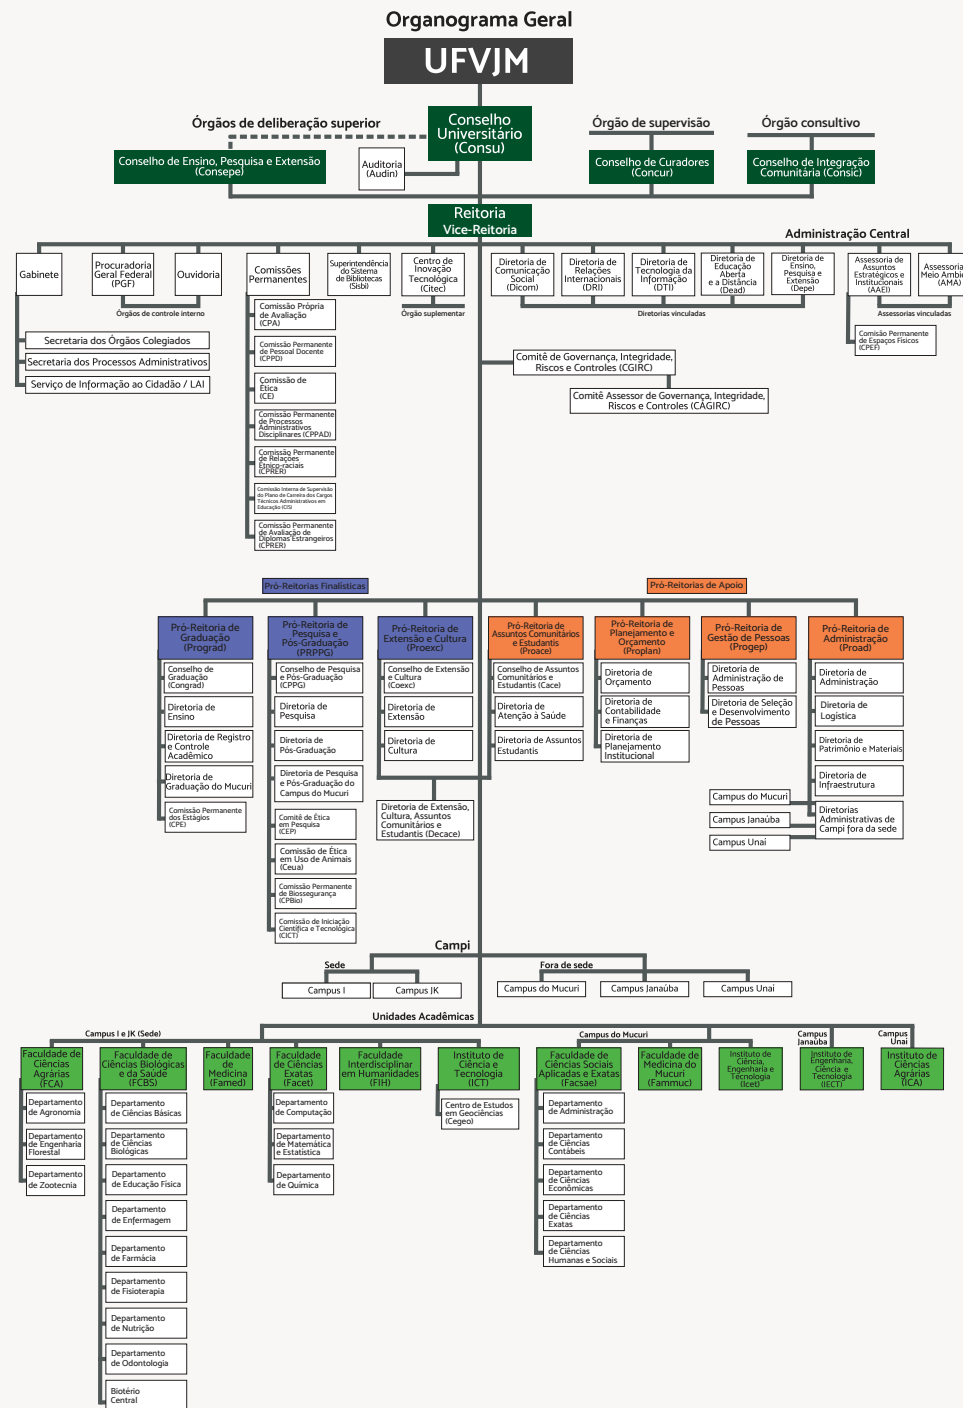 Organograma Geral
UFVJM
Conselho
Universitário
(Consu)
Órgãos de deliberação superior
Órgão de supervisão
Órgão consultivo
Conselho de Ensino, Pesquisa e Extensão
(Consepe)
Auditoria
(Audin)
Conselho de Curadores
(Concur)
Conselho de Integração
Comunitária (Consic)
Reitoria
Vice-Reitoria
Administração Central
Gabinete
Procuradoria
Geral Federal
(PGF)
Ouvidoria
Comissões
Permanentes
Superintendência
do Sistema
de Bibliotecas
(Sisbi)
Centro de
Inovação
Tecnológica
(Citec)
Diretoria de
Comunicação
Social
(Dicom)
Diretoria de
Relações
Internacionais
(DRI)
Diretoria de
Tecnologia da
Informação
(DTI)
Diretoria de
Educação
Aberta
e a Distância
(Dead)
Diretoria de
Ensino,
Pesquisa e
Extensão
(Depe)
Assessoria de
Assuntos
Estratégicos e
Institucionais
(AAEI)
Assessoria
Meio Ambie
(AMA)
Órgãos de controle interno
Órgão suplementar
Diretorias vinculadas
Assessorias vinculadas
Secretaria dos Órgãos Colegiados
Secretaria dos Processos Administrativos
Serviço de Informação ao Cidadão / LAI
Comissão Própria
de Avaliação
(CPA)
Comissão Permanente
de Pessoal Docente
(CPPD)
Comissão de
Ética
(CE)
Comissão Permanente
de Processos
Administrativos
Disciplinares (CPPAD)
Comissão Permanente
de Relações
Étnico-raciais
(CPRER)
Comissão Interna de Supervisão
do Plano de Carreira dos Cargos
Técnicos Administrativos em
Educação (CIS)
Comissão Permanente
de Avaliação de
Diplomas Estrangeiros
(CPRER)
Comisão Permanente
de Espaços Físicos
(CPEF)
Comitê de Governança, Integridade,
Riscos e Controles (CGIRC)
Comitê Assessor de Governança, Integridade,
Riscos e Controles (CAGIRC)
Pró-Reitorias Finalísticas
Pró-Reitorias de Apoio
Pró-Reitoria de
Graduação
(Prograd)
Pró-Reitoria de
Pesquisa e
Pós-Graduação
(PRPPG)
Pró-Reitoria de
Extensão e Cultura
(Proexc)
Pró-Reitoria de
Assuntos Comunitários
e Estudantis
(Proace)
Pró-Reitoria de
Planejamento e
Orçamento
(Proplan)
Pró-Reitoria de
Gestão de Pessoas
(Progep)
Pró-Reitoria de
Administração
(Proad)
Conselho de
Graduação
(Congrad)
Diretoria de
Ensino
Diretoria de Registro
e Controle
Acadêmico
Diretoria de
Graduação do Mucuri
Comissão Permanente
dos Estágios
(CPE)
Conselho de Pesquisa
e Pós-Graduação
(CPPG)
Diretoria de
Pesquisa
Diretoria de
Pós-Graduação
Diretoria de Pesquisa
e Pós-Graduação do
Campus do Mucuri
Comitê de Ética
em Pesquisa
(CEP)
Comissão de Ética
em Uso de Animais
(Ceua)
Comissão Permanente
de Biossegurança
(CPBio)
Comissão de Iniciação
Científica e Tecnológica
(CICT)
Conselho de Extensão
e Cultura
(Coexc)
Diretoria de
Extensão
Diretoria de
Cultura
Diretoria de Extensão,
Cultura, Assuntos
Comunitários e
Estudantis (Decace)
Conselho de Assuntos
Comunitários e
Estudantis (Cace)
Diretoria de
Atenção à Saúde
Diretoria de Assuntos
Estudantis
Diretoria de
Orçamento
Diretoria de
Contabilidade
e Finanças
Diretoria de
Planejamento
Institucional
Diretoria de
Administração de
Pessoas
Diretoria de Seleção
e Desenvolvimento
de Pessoas
Diretoria de
Administração
Diretoria de
Logística
Diretoria de
Patrimônio e Materiais
Diretoria de
Infraestrutura
Diretorias
Administrativas de
Campi fora da sede
Campus do Mucuri
Campus Janaúba
Campus Unaí
Campi
Sede
Fora de sede
Campus I
Campus JK
Campus do Mucuri
Campus Janaúba
Campus Unaí
Unidades Acadêmicas
Campus I e JK (Sede)
Campus do Mucuri
Campus
Janaúba
Campus
Unaí
Faculdade de
Ciências
Agrárias
(FCA)
Faculdade de
Ciências Biológicas
e da Saúde
(FCBS)
Faculdade
de
Medicina
(Famed)
Faculdade
de Ciências
Exatas
(Facet)
Faculdade
Interdisciplinar
em Humanidades
(FIH)
Instituto de
Ciência e
Tecnologia
(ICT)
Faculdade de
Ciências Sociais
Aplicadas e Exatas
(Facsae)
Faculdade de
Medicina do
Mucuri
(Fammuc)
Instituto de
Ciência,
Engenharia e
Tecnologia
(Icet)
Instituto de
Engenharia,
Ciência e
Tecnologia
(IECT)
Instituto de
Ciências
Agrárias
(ICA)
Departamento
de Agronomia
Departamento
de Engenharia
Florestal
Departamento
de Zootecnia
Departamento
de Ciências Básicas
Departamento
de Ciências
Biológicas
Departamento
de Educação Física
Departamento
de Enfermagem
Departamento
de Farmácia
Departamento
de Fisioterapia
Departamento
de Nutrição
Departamento
de Odontologia
Biotério
Central
Departamento
de Computação
Departamento
de Matemática
e Estatística
Departamento
de Química
Centro de Estudos
em Geociências
(Cegeo)
Departamento
de Administração
Departamento
de Ciências
Contábeis
Departamento
de Ciências
Econômicas
Departamento
de Ciências
Exatas
Departamento
de Ciências
Humanas e Sociais